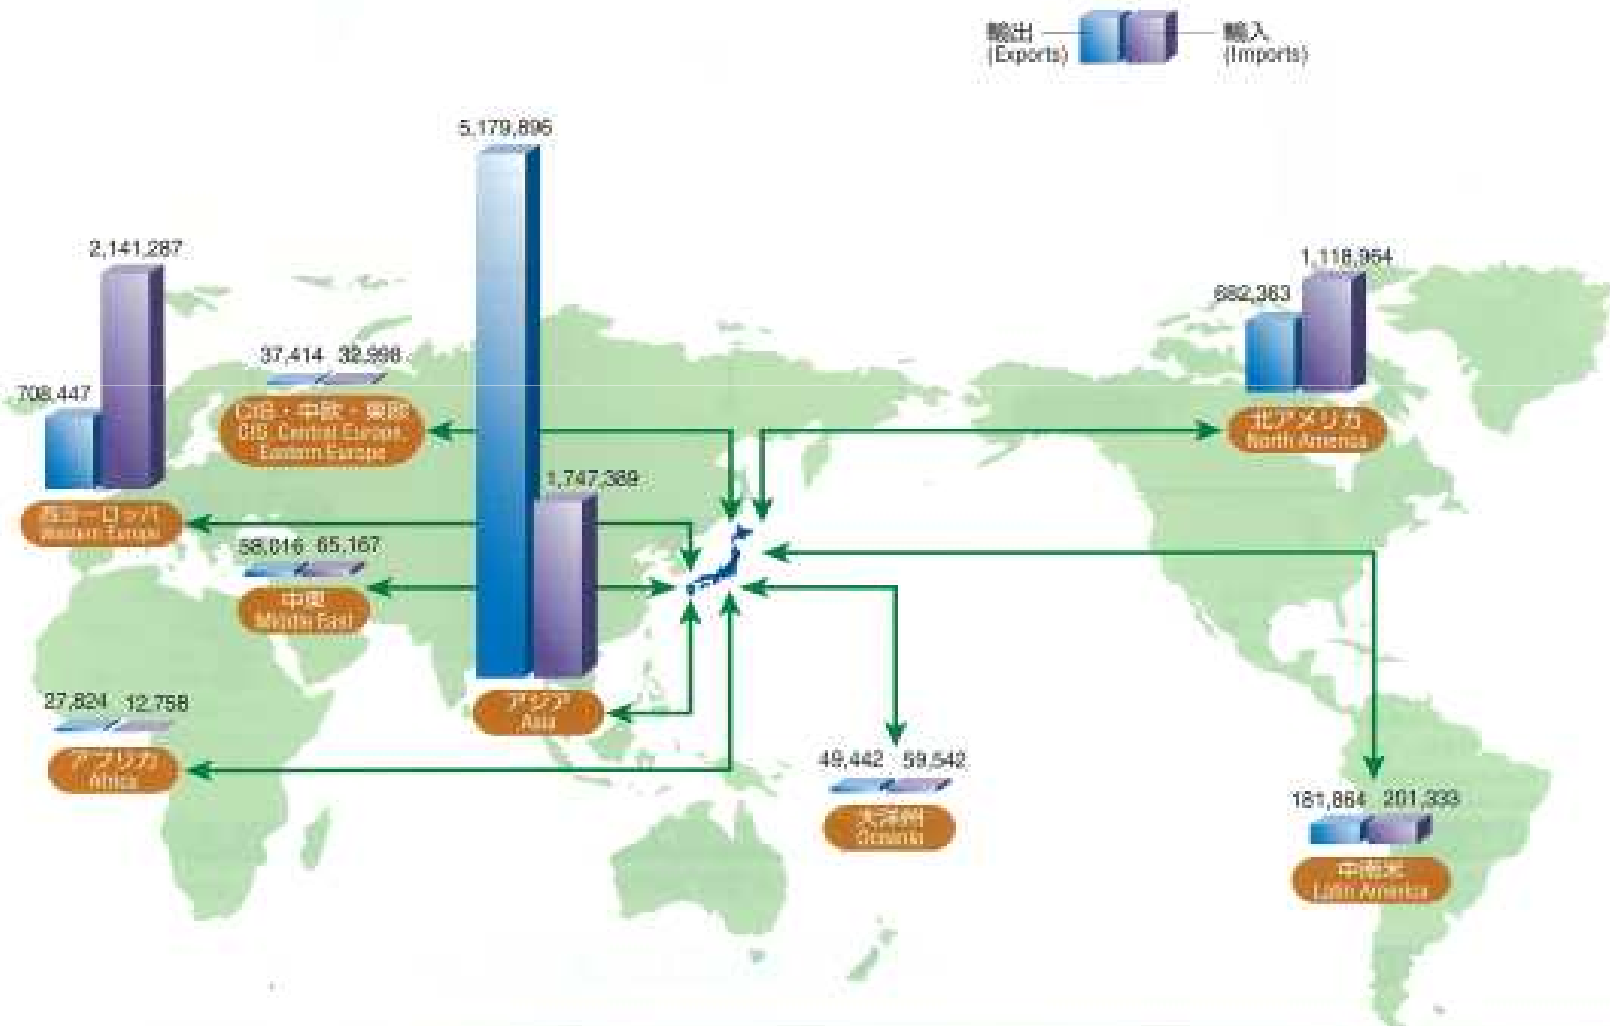 輸出
(Exports)
輸入
(Imports)
5,179,895
2,141,287
1,118,964
682,363
37,414 32,998
708,447
CIS・中欧・東欧
CIS, Central Europe,
Eastern Europe
北アメリカ
North America
1,747,389
西ヨーロッパ
Western Europe
58,016 65,167
中東
Middle East
27,824 12,758
アジア
Asia
アフリカ
Africa
49,442 59,542
大洋州
Oceania
181,864 201,333
中南米
Latin America